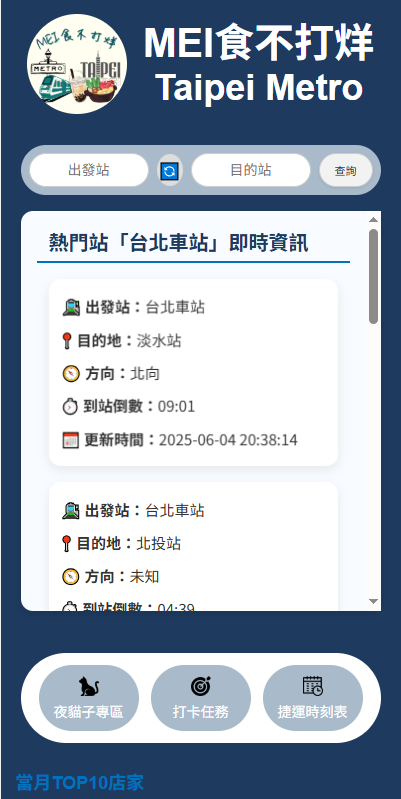 MEI食不打烊
METRO
TAIPEI
MEI食不打烊
Taipei Metro
出發站
目的站
查詢
熱門站「台北車站」即時資訊
出發站：台北車站
目的地：淡水站
方向：北向
到站倒數：09:01
更新時間：2025-06-04 20:38:14
出發站：台北車站
目的地：北投站
方向：未知
到站倒數：04:39
夜貓子專區
打卡任務
捷運時刻表
當月TOP10店家